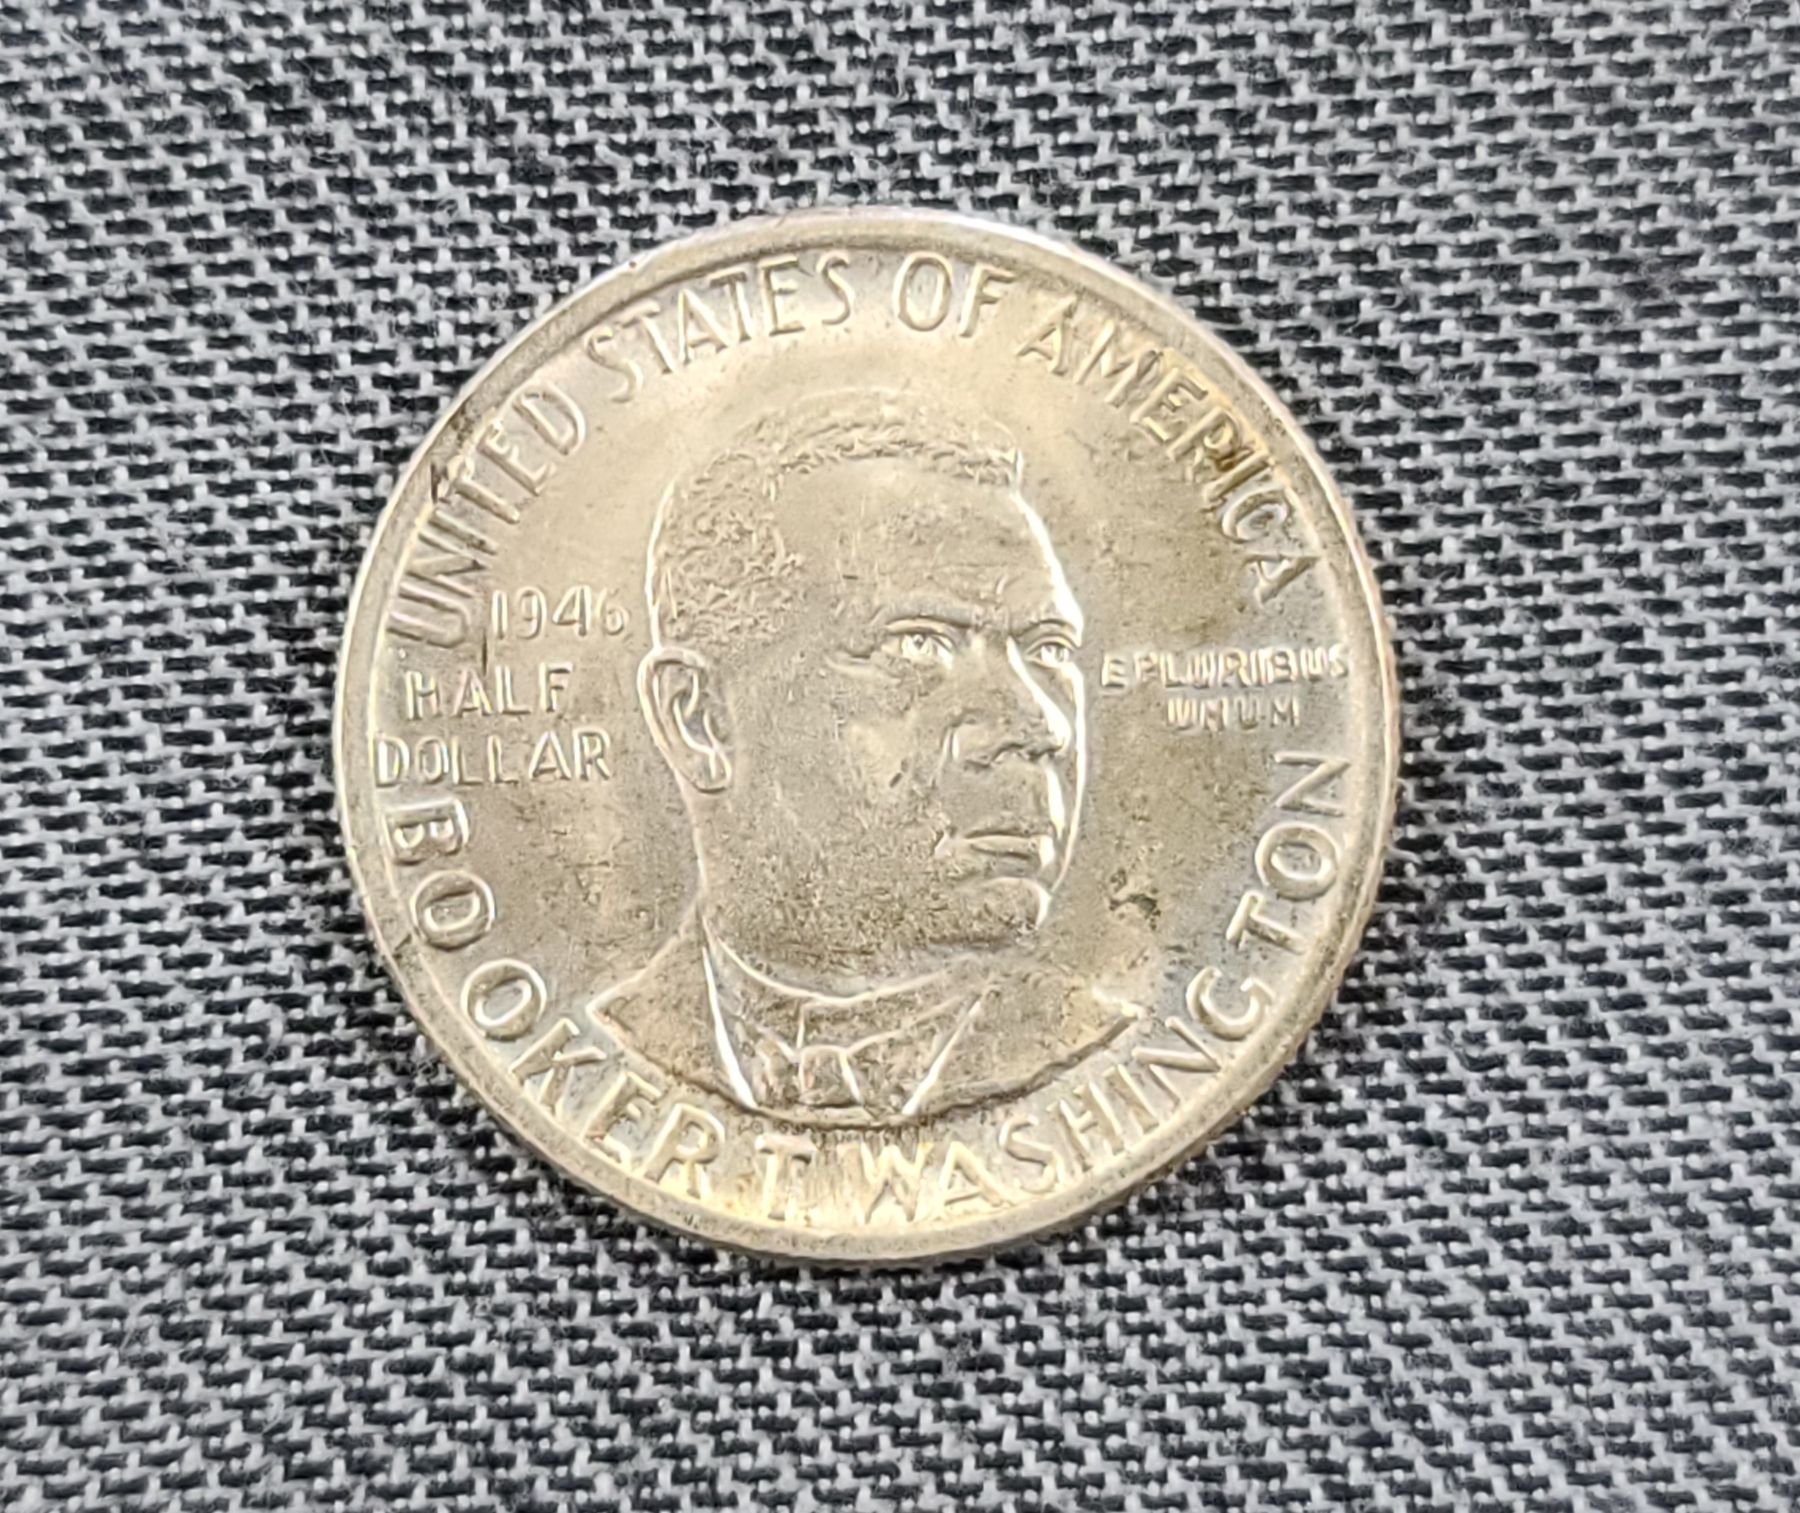 UNITED STATES OF AMERICA
1946
HALF
DOLLAR
E PLURIBUS
UNUM
BOOKER T WASHINGTON